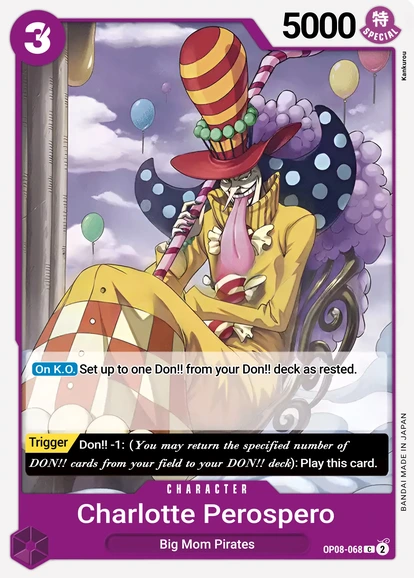 3
5000
特
SPECIAL
Kankurou
On K.O. Set up to one Don!! from your Don!! deck as rested.
Trigger Don!! -1: (You may return the specified number of
DON!! cards from your field to your DON!! deck): Play this card.
BANDAI MADE IN JAPAN
CHARACTER
Charlotte Perospero
Big Mom Pirates
OP08-068 C 2